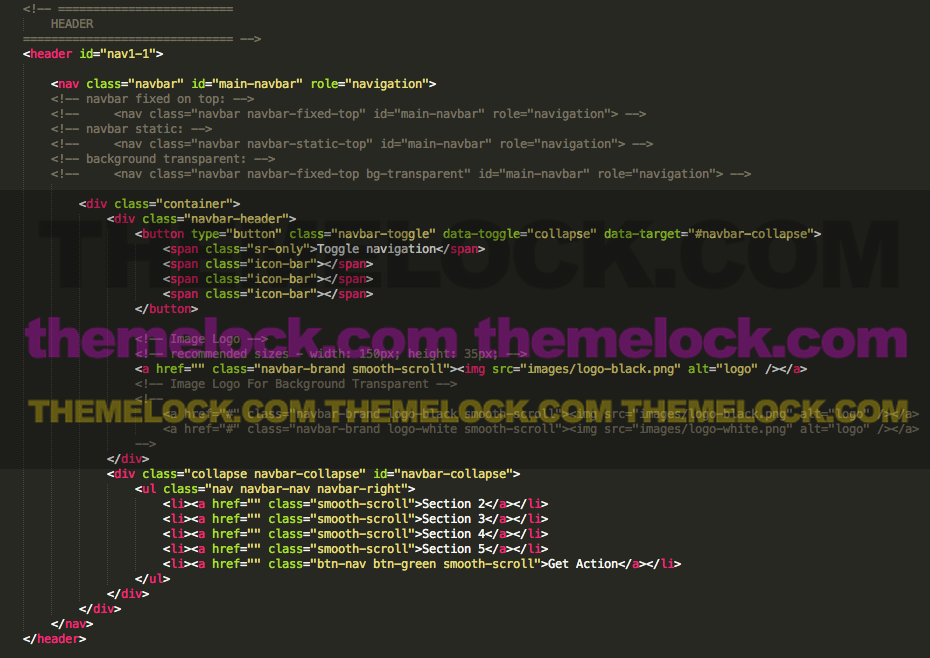 <!-- ==============================
    HEADER
============================== -->
<header id="nav1-1">
    <nav class="navbar" id="main-navbar" role="navigation">
    <!-- navbar fixed on top: -->
    <!--     <nav class="navbar navbar-fixed-top" id="main-navbar" role="navigation"> -->
    <!-- navbar static: -->
    <!--     <nav class="navbar navbar-static-top" id="main-navbar" role="navigation"> -->
    <!-- background transparent: -->
    <!--     <nav class="navbar navbar-fixed-top bg-transparent" id="main-navbar" role="navigation"> -->
        <div class="container">
            <div class="navbar-header">
                <button type="button" class="navbar-toggle" data-toggle="collapse" data-target="#navbar-collapse">
THEMELOCK.COM
                    <span class="sr-only">Toggle navigation</span>
                    <span class="icon-bar"></span>
                    <span class="icon-bar"></span>
                    <span class="icon-bar"></span>
                </button>
themelock.com themelock.com
                <!-- Image Logo -->
                <!-- recommended sizes - width: 150px; height: 35px; -->
                <a href="" class="navbar-brand smooth-scroll"><img src="images/logo-black.png" alt="logo" /></a>
                <!-- Image Logo For Background Transparent -->
                <!--
THEMELOCK.COM THEMELOCK.COM THEMELOCK.COM
                    <a href="#" class="navbar-brand logo-black smooth-scroll"><img src="images/logo-black.png" alt="logo" /></a>
                    <a href="#" class="navbar-brand logo-white smooth-scroll"><img src="images/logo-white.png" alt="logo" /></a>
                -->
            </div>
            <div class="collapse navbar-collapse" id="navbar-collapse">
                <ul class="nav navbar-nav navbar-right">
                    <li><a href="" class="smooth-scroll">Section 2</a></li>
                    <li><a href="" class="smooth-scroll">Section 3</a></li>
                    <li><a href="" class="smooth-scroll">Section 4</a></li>
                    <li><a href="" class="smooth-scroll">Section 5</a></li>
                    <li><a href="" class="btn-nav btn-green smooth-scroll">Get Action</a></li>
                </ul>
            </div>
        </div>
    </nav>
</header>